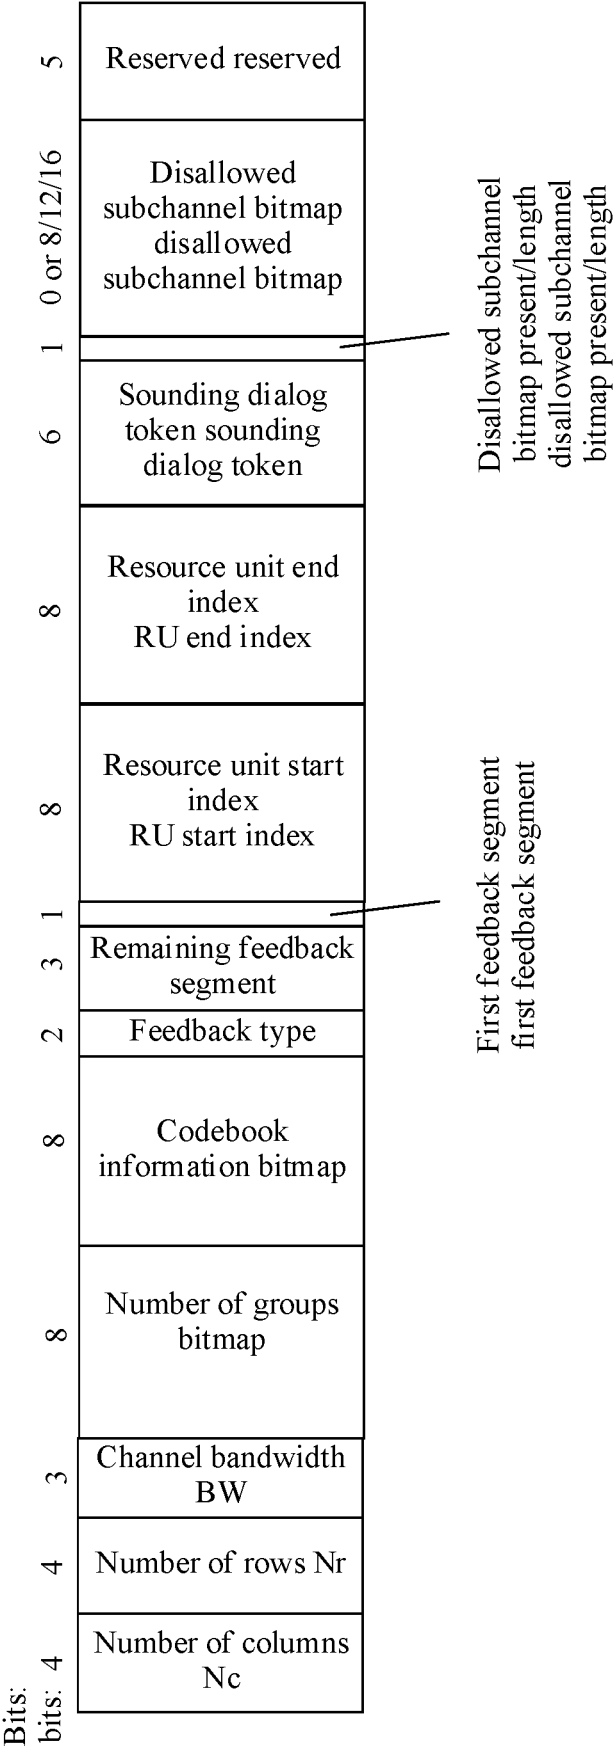 5
Reserved reserved
0 or 8/12/16
Disallowed
subchannel bitmap
disallowed
subchannel bitmap
1
Disallowed subchannel
bitmap present/length
disallowed subchannel
bitmap present/length
6
Sounding dialog
token sounding
dialog token
8
Resource unit end
index
RU end index
8
Resource unit start
index
RU start index
1
First feedback segment
first feedback segment
3
Remaining feedback
segment
2
Feedback type
8
Codebook
information bitmap
8
Number of groups
bitmap
3
Channel bandwidth
BW
4
Number of rows Nr
4
Number of columns
Nc
Bits:
bits: